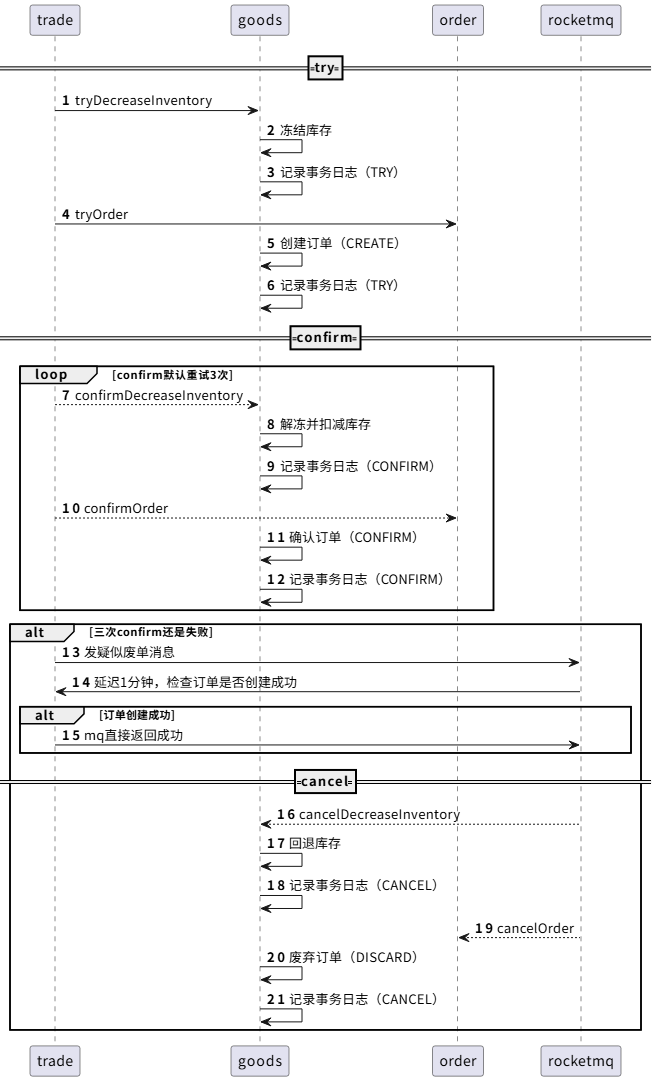 trade goods order rocketmq
=try=
1 tryDecreaseInventory
2 冻结库存
3 记录事务日志（TRY）
4 tryOrder
5 创建订单（CREATE）
6 记录事务日志（TRY）
=confirm=
loop [confirm默认重试3次]
7 confirmDecreaseInventory
8 解冻并扣减库存
9 记录事务日志（CONFIRM）
10 confirmOrder
11 确认订单（CONFIRM）
12 记录事务日志（CONFIRM）
alt [三次confirm还是失败]
13 发疑似废单消息
14 延迟1分钟，检查订单是否创建成功
alt [订单创建成功]
15 mq直接返回成功
=cancel=
16 cancelDecreaseInventory
17 回退库存
18 记录事务日志（CANCEL）
19 cancelOrder
20 废弃订单（DISCARD）
21 记录事务日志（CANCEL）
trade goods order rocketmq